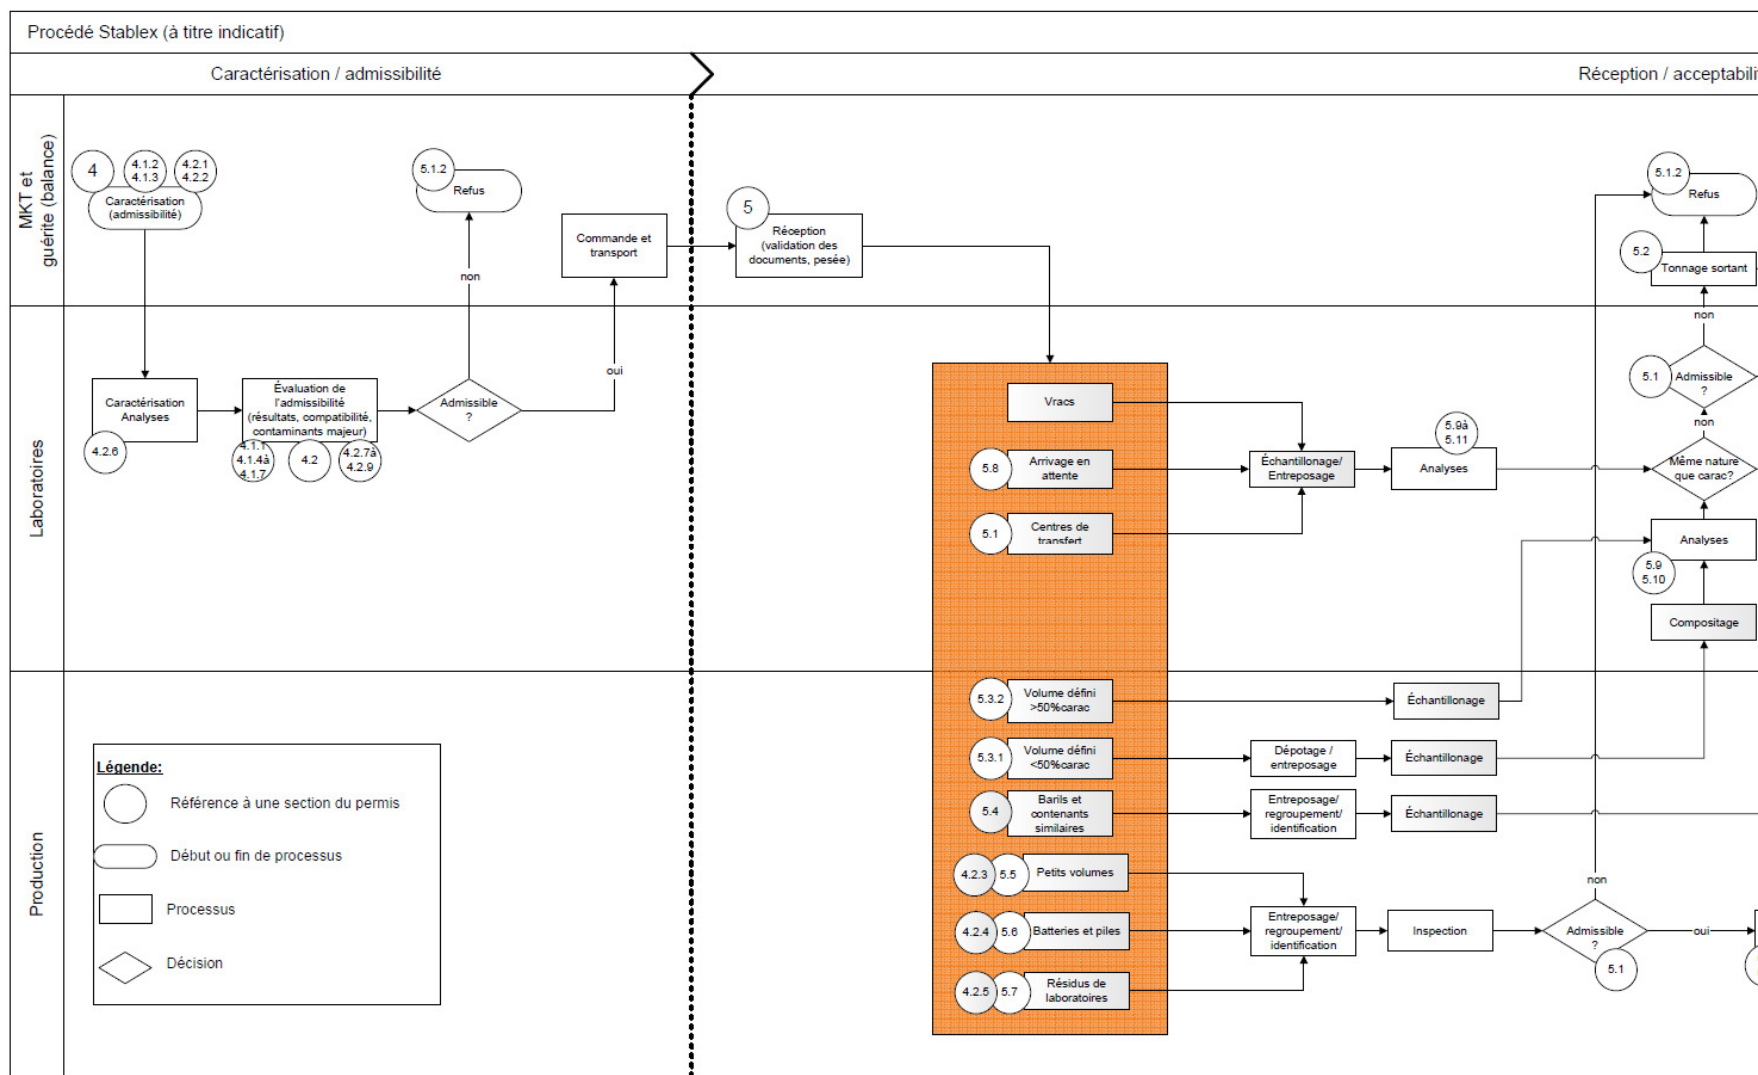 Procédé Stablex (à titre indicatif)
Caractérisation / admissibilité
Réception / acceptabili
MKT et
guérite (balance)
4
4.1.2
4.1.3
4.2.1
4.2.2
Caractérisation
(admissibilité)
5.1.2
Refus
non
Commande et
transport
oui
5
Réception
(validation des
documents, pesée)
5.1.2
Refus
5.2
Tonnage sortant
non
Laboratoires
Caractérisation
Analyses
4.2.6
Évaluation de
l'admissibilité
(résultats, compatibilité,
contaminants majeur)
4.1.1
4.1.4à
4.1.7
4.2
4.2.7à
4.2.9
Admissible
?
Vracs
5.8
Arrivage en
attente
5.1
Centres de
transfert
Échantillonage/
Entreposage
5.9à
5.11
Analyses
5.1
Admissible
?
non
Même nature
que carac?
Analyses
5.9
5.10
Compositage
Production
5.3.2
Volume défini
>50%carac
Échantillonage
5.3.1
Volume défini
<50%carac
Dépotage /
entreposage
Échantillonage
5.4
Barils et
contenants
similaires
Entreposage/
regroupement/
identification
Échantillonage
4.2.3
5.5
Petits volumes
4.2.4
5.6
Batteries et piles
Entreposage/
regroupement/
identification
Inspection
non
Admissible
?
oui
5.1
4.2.5
5.7
Résidus de
laboratoires
Légende:
Référence à une section du permis
Début ou fin de processus
Processus
Décision